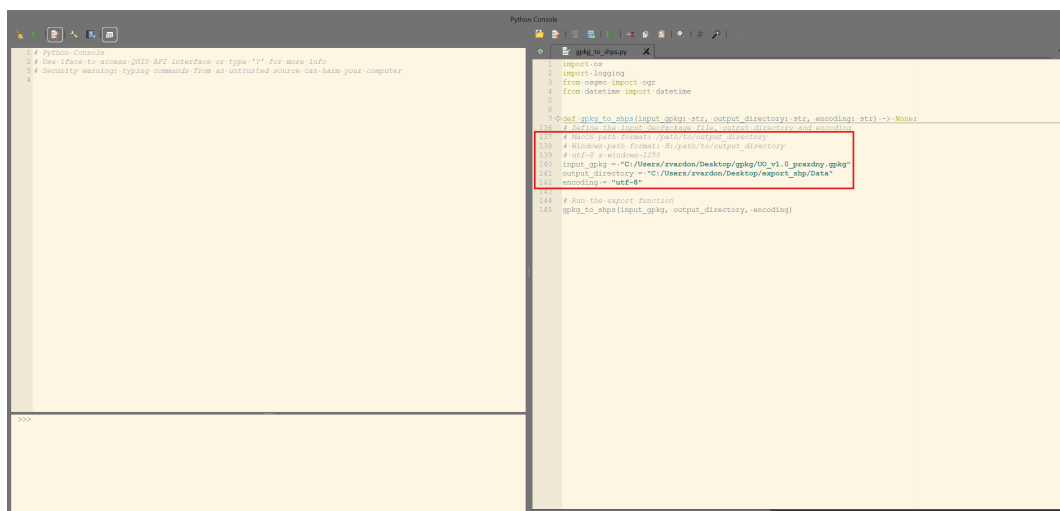 Python Console
1 # Python Console
2 # Use iface to access QGIS API interface or type '?' for more info
3 # Security warning: typing commands from an untrusted source can harm your computer
4
>>>
gpkg_to_shps.py
1 import os
2 import logging
3 from osgeo import ogr
4 from datetime import datetime
5
6
7 def gpkg_to_shps(input_gpkg: str, output_directory: str, encoding: str) -> None:
136 # Define the input GeoPackage file, output directory and encoding
137 # MacOS path format: /path/to/output_directory
138 # Windows path format: H:/path/to/output_directory
139 # utf-8 x windows-1250
140 input_gpkg = "C:/Users/zvardon/Desktop/gpkg/UO_v1.0_prazdny.gpkg"
141 output_directory = "C:/Users/zvardon/Desktop/export_shp/Data"
142 encoding = "utf-8"
143
144 # Run the export function
145 gpkg_to_shps(input_gpkg, output_directory, encoding)